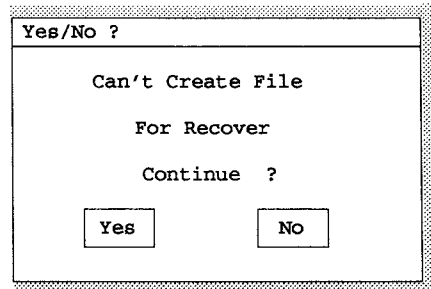 Yes/No ?
Can't Create File
For Recover
Continue ?
Yes No